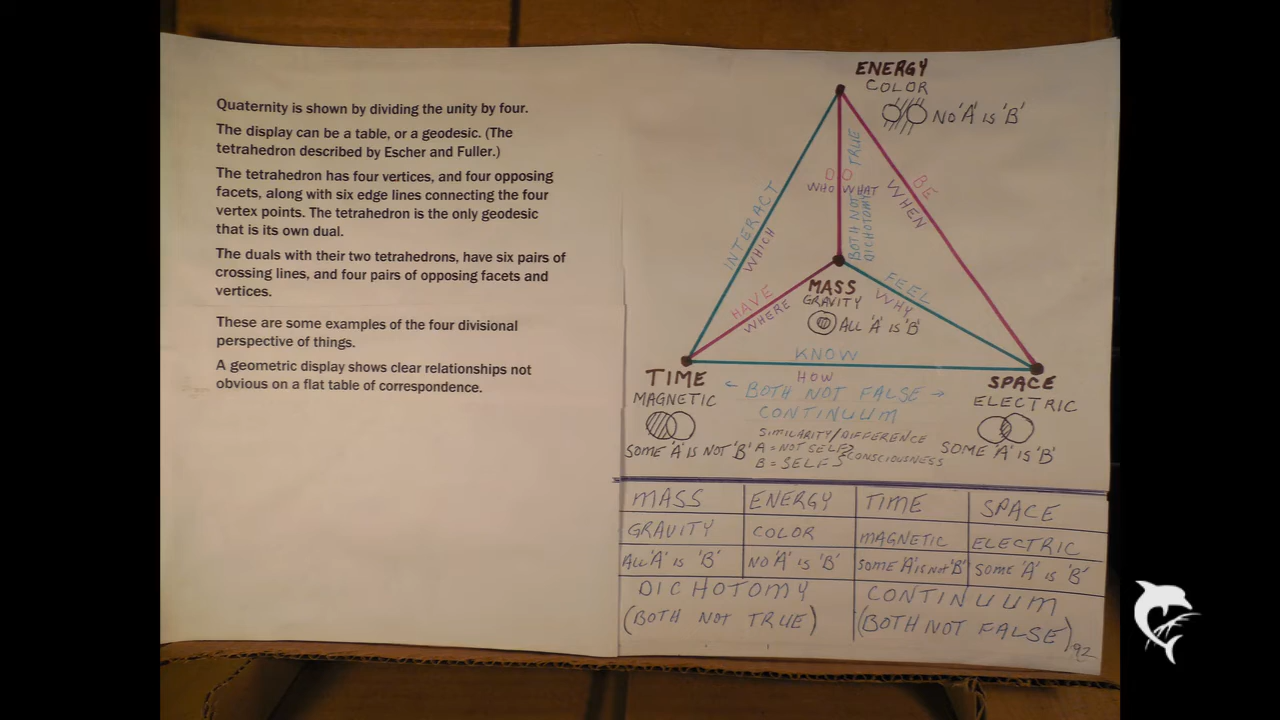 Quaternity is shown by dividing the unity by four.
The display can be a table, or a geodesic. (The
tetrahedron described by Escher and Fuller.)
The tetrahedron has four vertices, and four opposing
facets, along with six edge lines connecting the four
vertex points. The tetrahedron is the only geodesic
that is its own dual.
The duals with their two tetrahedrons, have six pairs of
crossing lines, and four pairs of opposing facets and
vertices.
These are some examples of the four divisional
perspective of things.
A geometric display shows clear relationships not
obvious on a flat table of correspondence.
ENERGY
COLOR
NO 'A' IS 'B'
INTERACT
WHICH
DO
WHO WHAT
BOTH NOT TRUE
DICHOTOMY
BE
WHEN
HAVE
WHERE
MASS
GRAVITY
ALL 'A' IS 'B'
FEEL
WHY
KNOW
HOW
TIME
MAGNETIC
SOME 'A' IS NOT 'B'
← BOTH NOT FALSE →
CONTINUUM
SIMILARITY/DIFFERENCE
A = NOT SELF
B = SELF
CONSCIOUSNESS
SPACE
ELECTRIC
SOME 'A' IS 'B'
MASS ENERGY TIME SPACE
GRAVITY COLOR MAGNETIC ELECTRIC
ALL 'A' IS 'B' NO 'A' IS 'B' SOME 'A' IS NOT 'B' SOME 'A' IS 'B'
DICHOTOMY CONTINUUM
(BOTH NOT TRUE) (BOTH NOT FALSE)
92